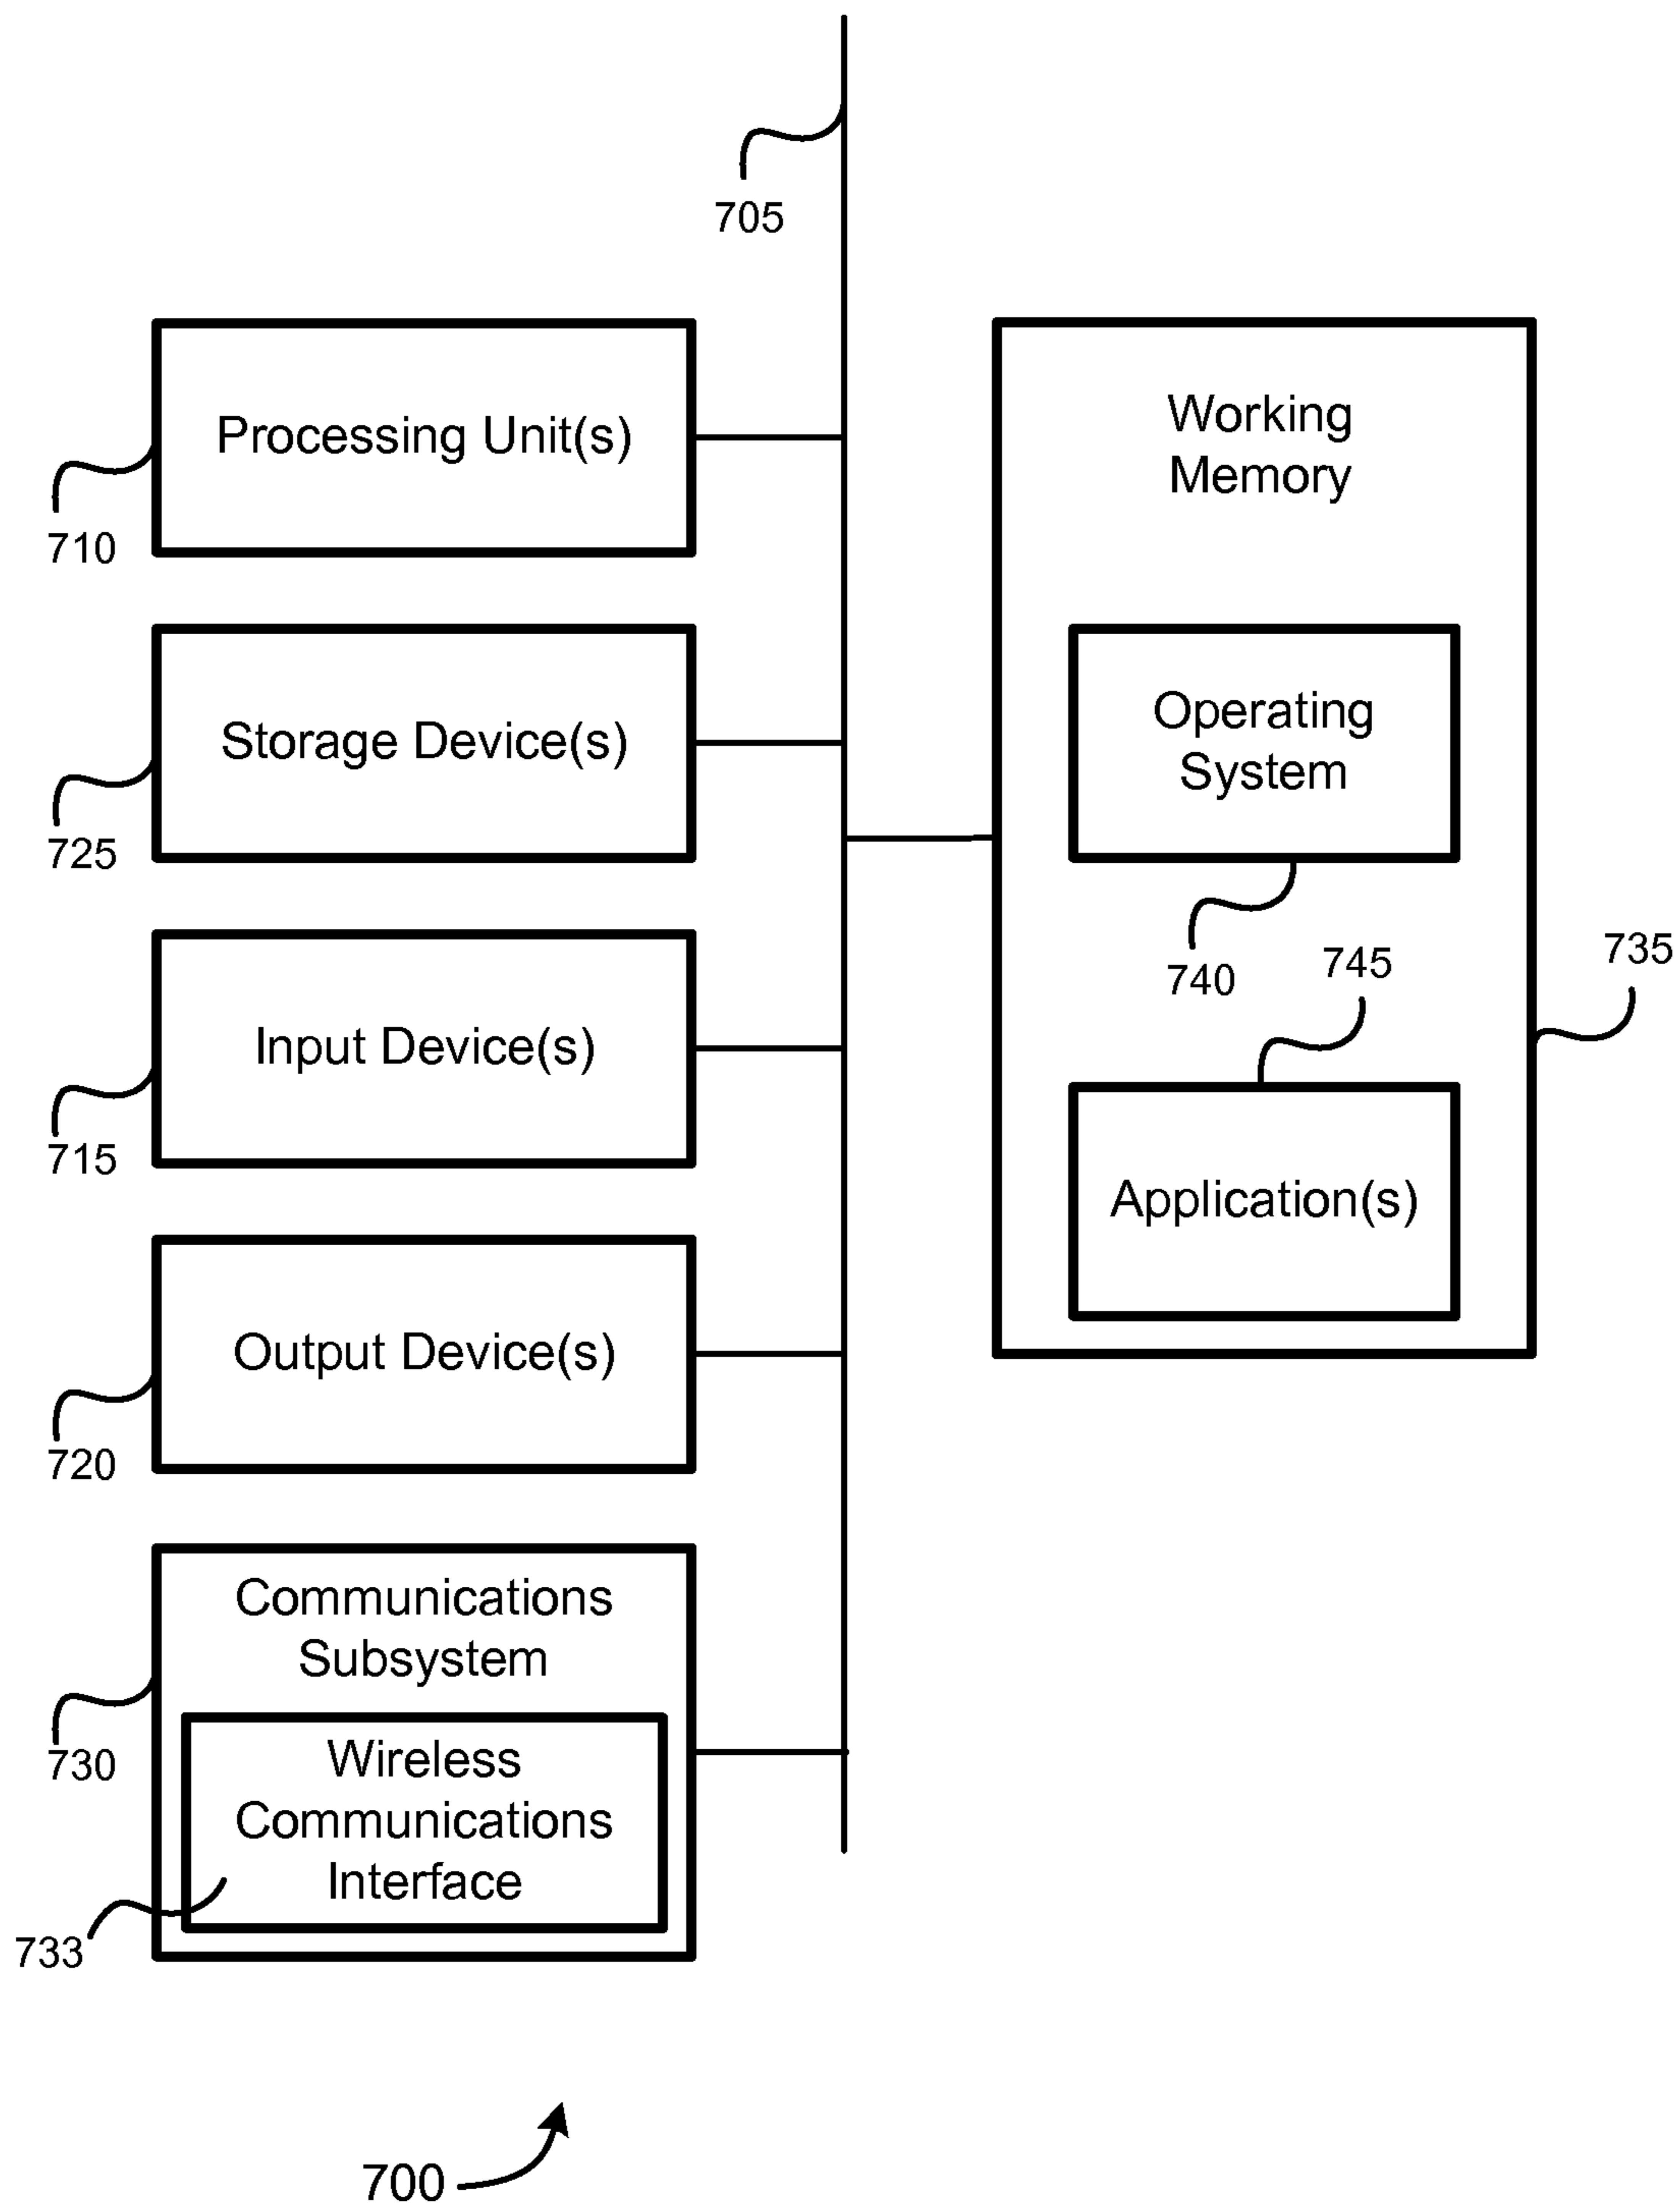 705
Processing Unit(s)
710
Storage Device(s)
725
Input Device(s)
715
Output Device(s)
720
Communications
Subsystem
730
Wireless
Communications
Interface
733
Working
Memory
Operating
System
740
745
735
Application(s)
700